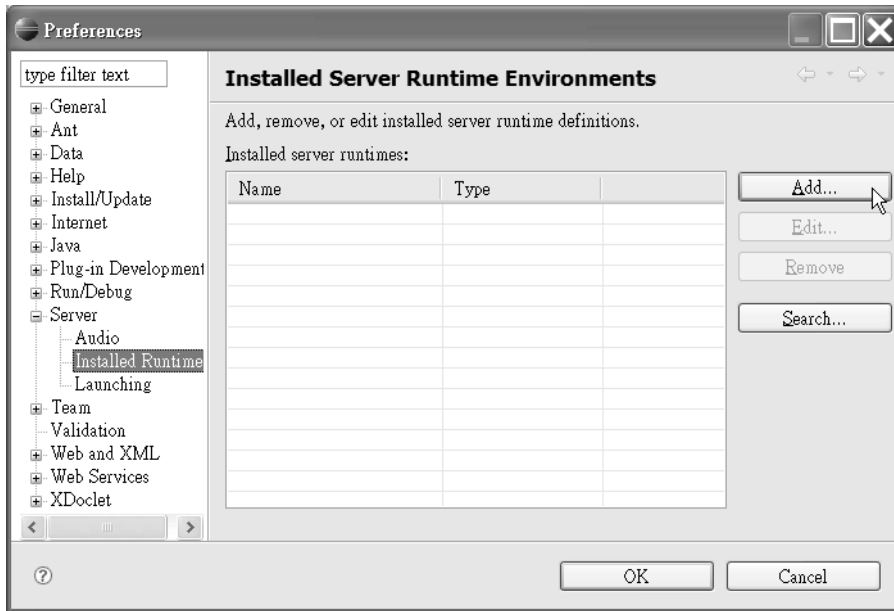 Preferences
type filter text
General
Ant
Data
Help
Install/Update
Internet
Java
Plug-in Development
Run/Debug
Server
Audio
Installed Runtime
Launching
Team
Validation
Web and XML
Web Services
XDoclet
Installed Server Runtime Environments
Add, remove, or edit installed server runtime definitions.
Installed server runtimes:
Name Type
Add...
Edit...
Remove
Search...
OK Cancel